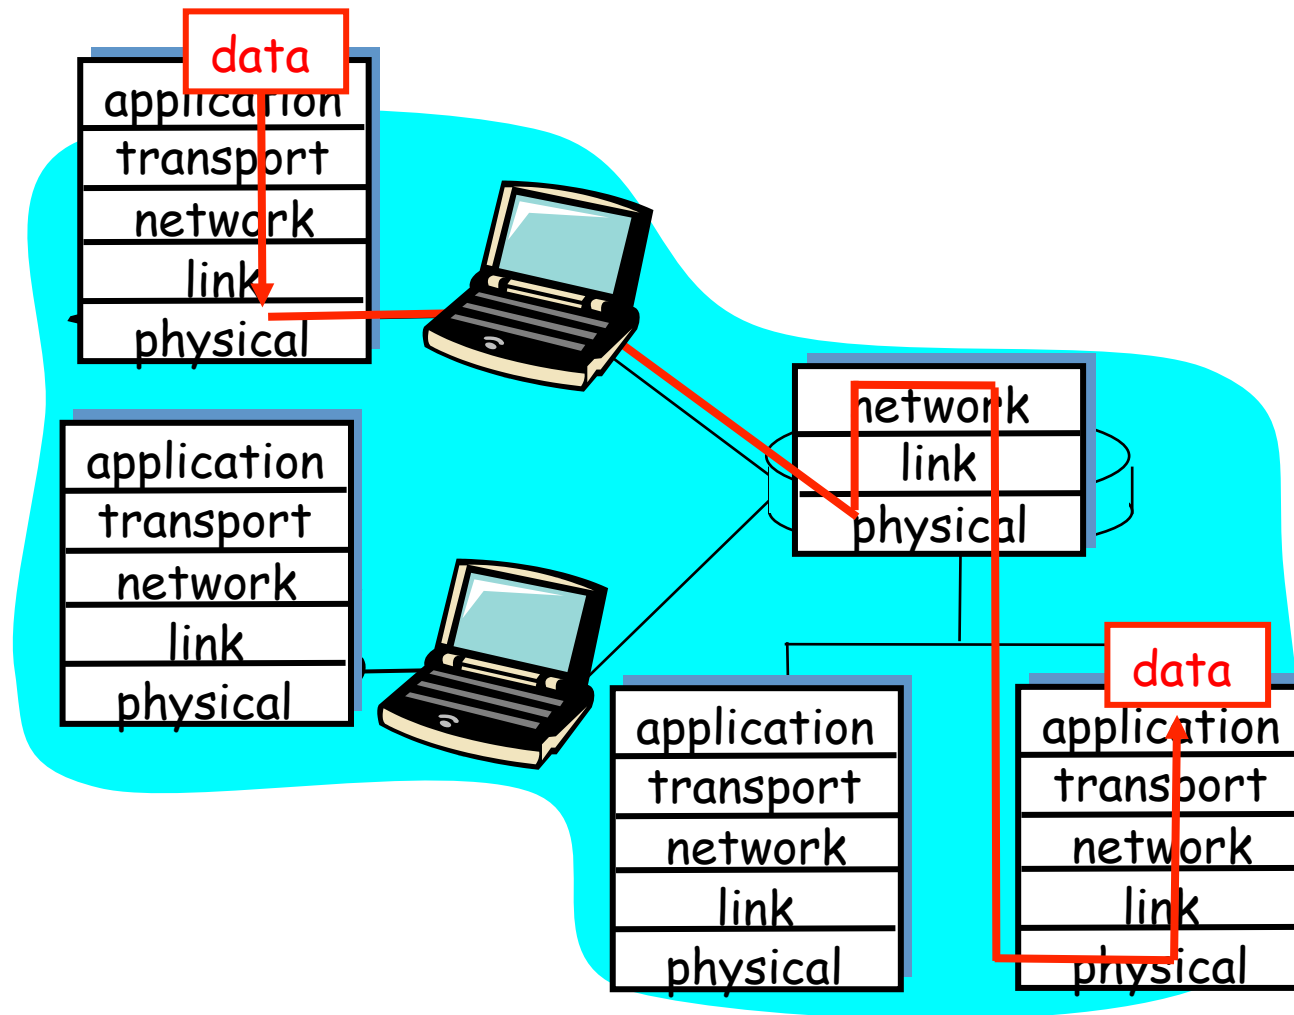 data
application
transport
network
link
physical
application
transport
network
link
physical
network
link
physical
application
transport
network
link
physical
data
application
transport
network
link
physical